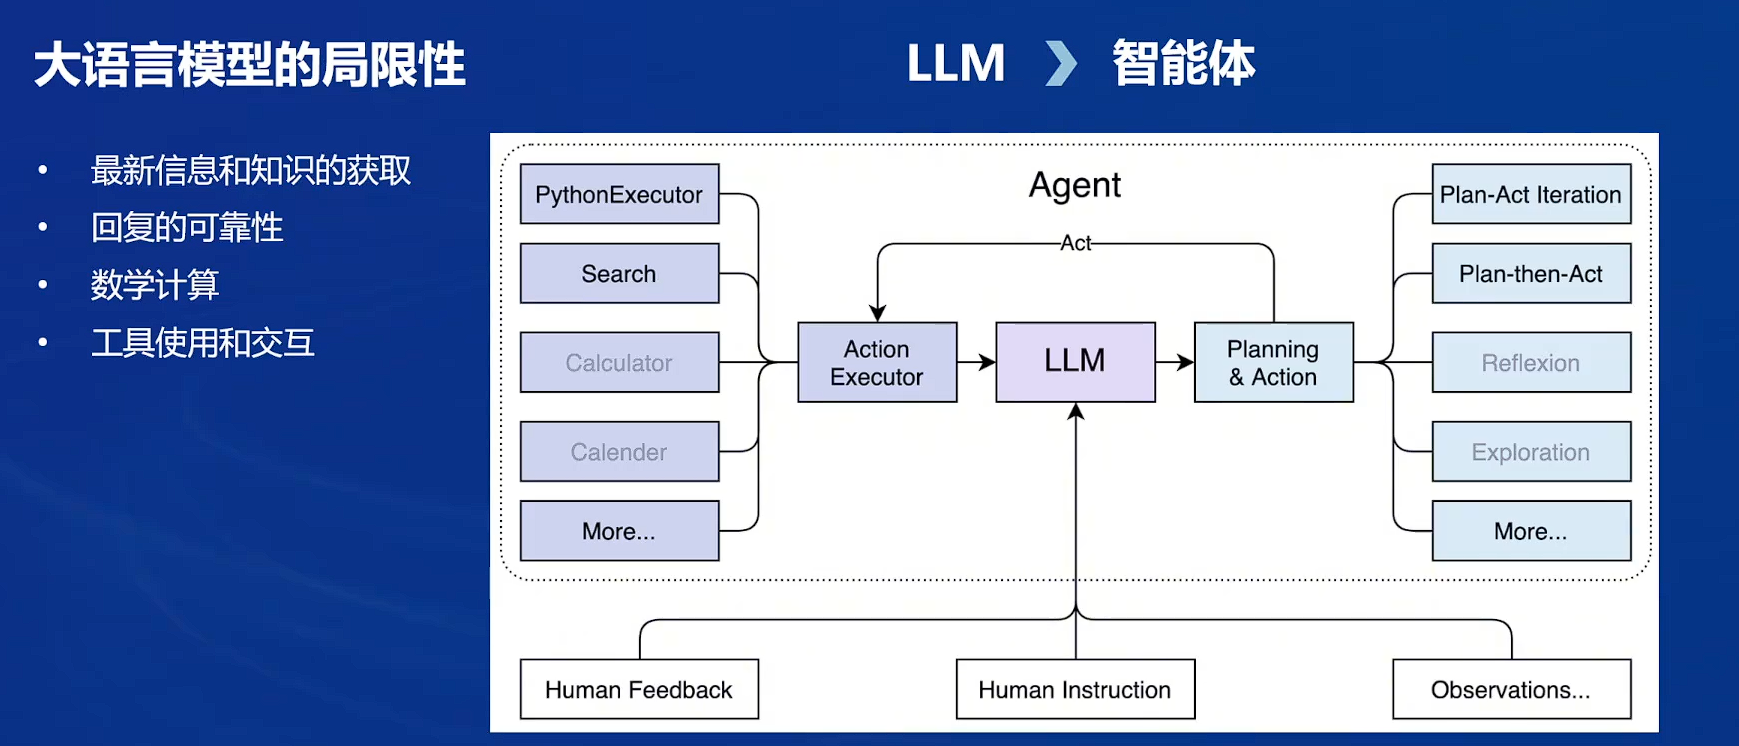 大语言模型的局限性
LLM
智能体
最新信息和知识的获取
回复的可靠性
数学计算
工具使用和交互
Agent
PythonExecutor
Search
Calculator
Calender
More...
Act
Action
Executor
LLM
Planning
& Action
Plan-Act Iteration
Plan-then-Act
Reflexion
Exploration
More...
Human Feedback
Human Instruction
Observations...